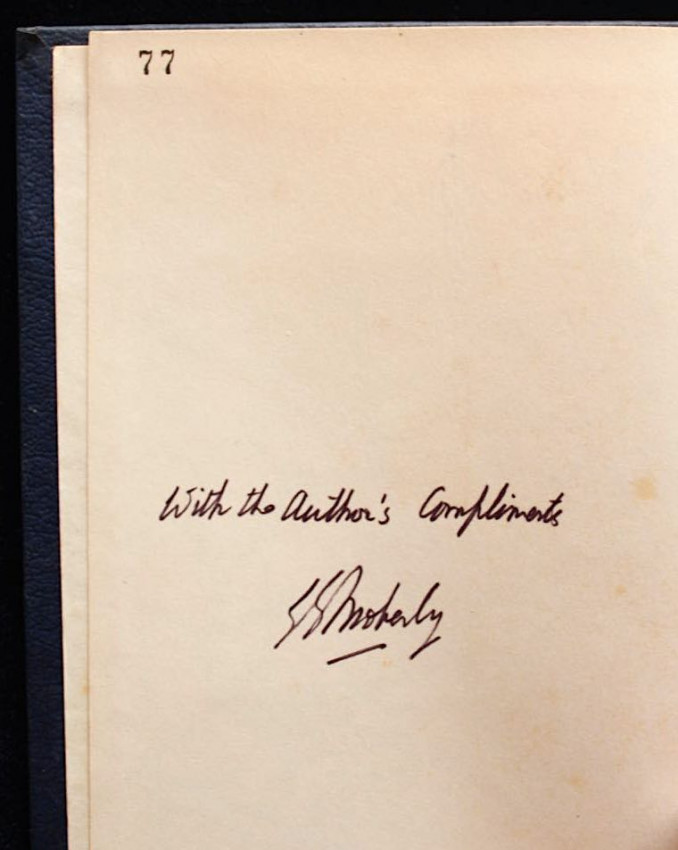 77
With the Author's Compliments
Moberly